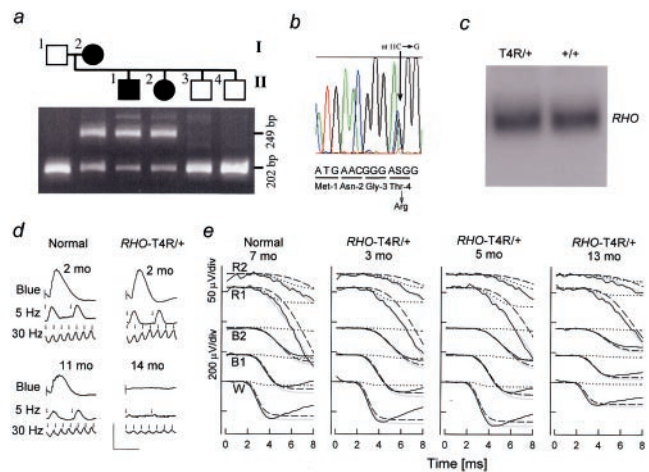 a
b
c
1
2
I
1
2
3
4
II
249 bp
202 bp
nt 11C→G
ATG AACGGG ASGG
Met-1 Asn-2 Gly-3 Thr-4
Arg
T4R/+ +/+
RHO
d
Normal RHO-T4R/+
2 mo 2 mo
Blue
5 Hz
30 Hz
11 mo 14 mo
Blue
5 Hz
30 Hz
e
Normal
7 mo
RHO-T4R/+
3 mo
RHO-T4R/+
5 mo
RHO-T4R/+
13 mo
R2
50 µV/div
R1
B2
200 µV/div
B1
W
0 2 4 6 8 0 2 4 6 8 0 2 4 6 8 0 2 4 6 8
Time [ms]